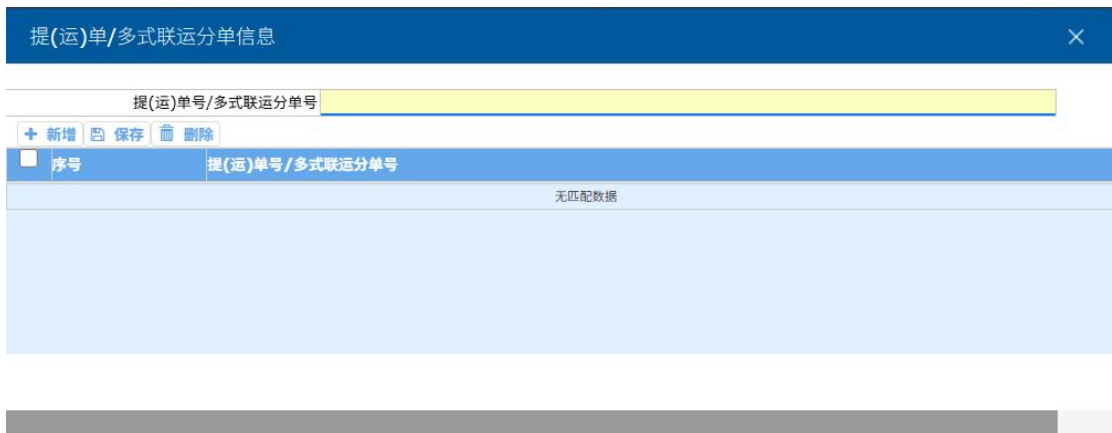 提(运)单/多式联运分单信息
提(运)单号/多式联运分单号
新增 保存 删除
序号 提(运)单号/多式联运分单号
无匹配数据